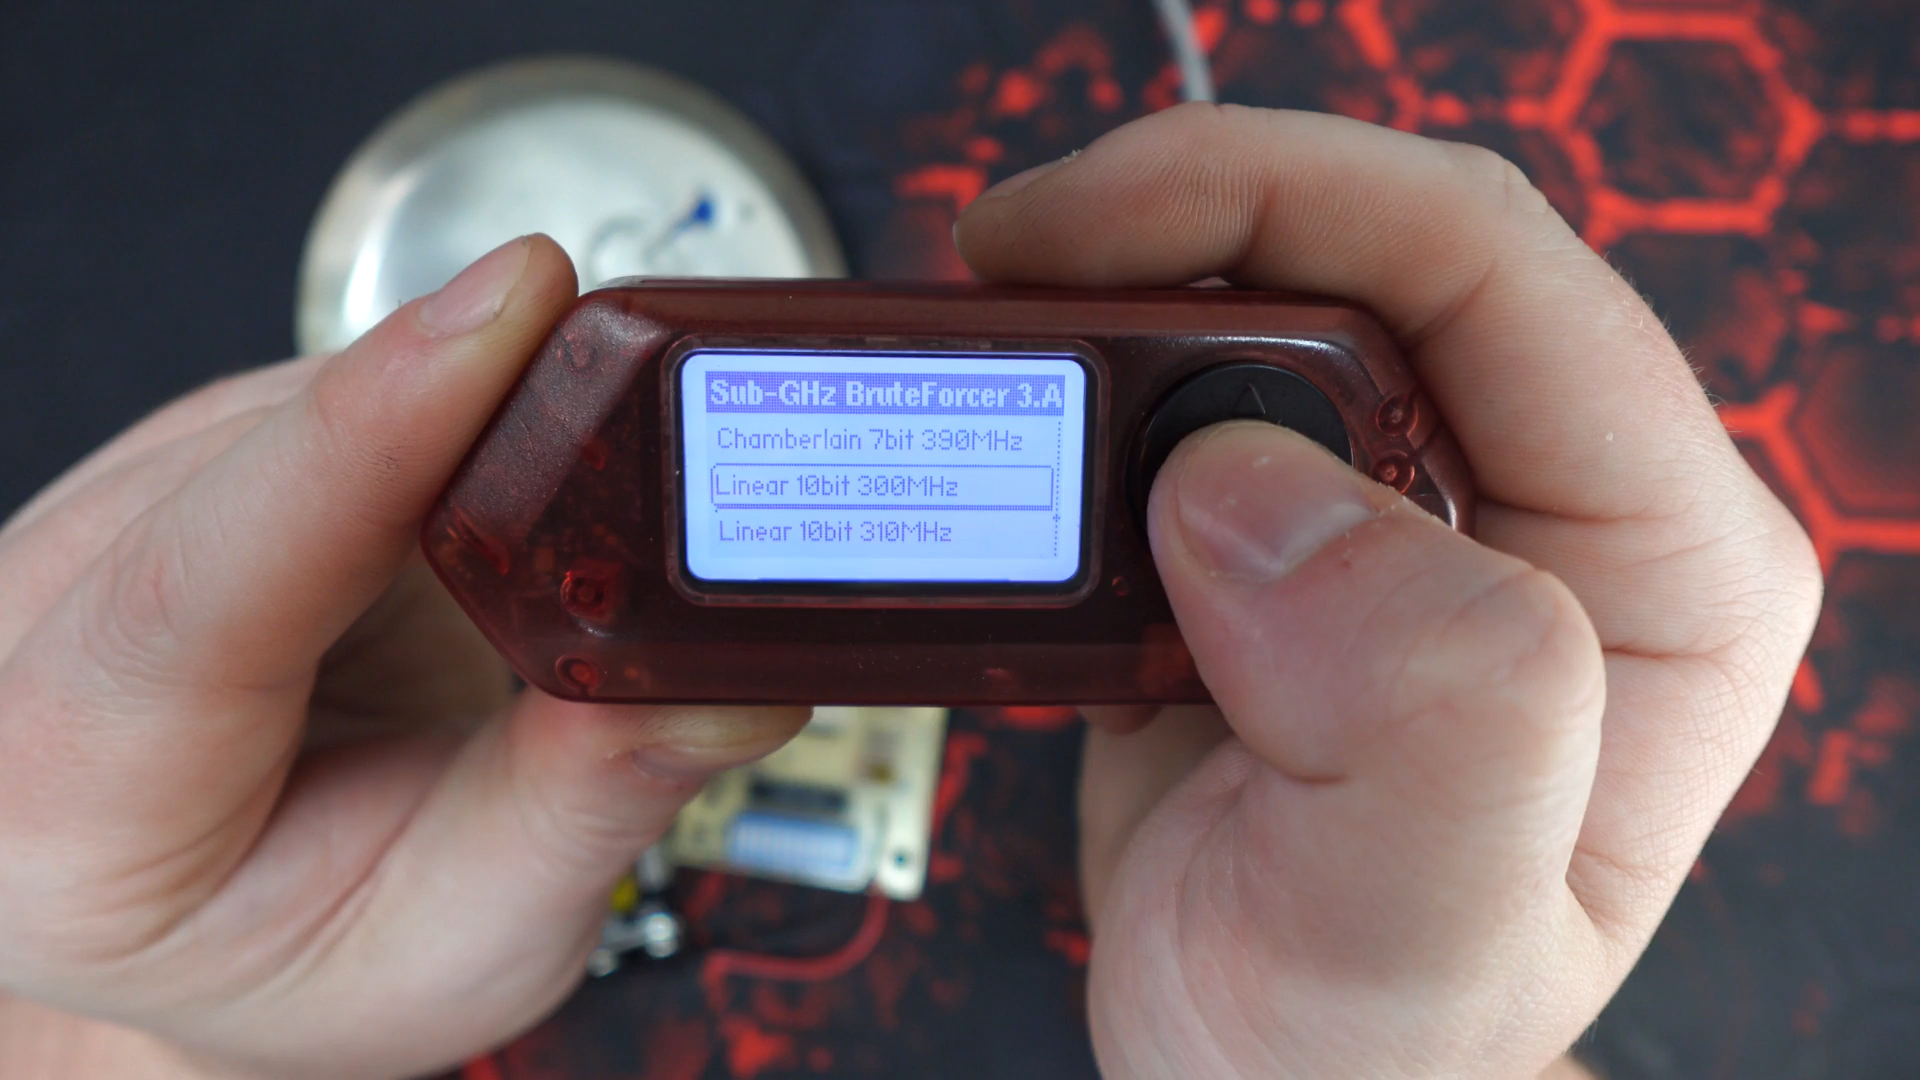 Sub-GHz BruteForcer 3.A
Chamberlain 7bit 390MHz
Linear 10bit 300MHz
Linear 10bit 310MHz